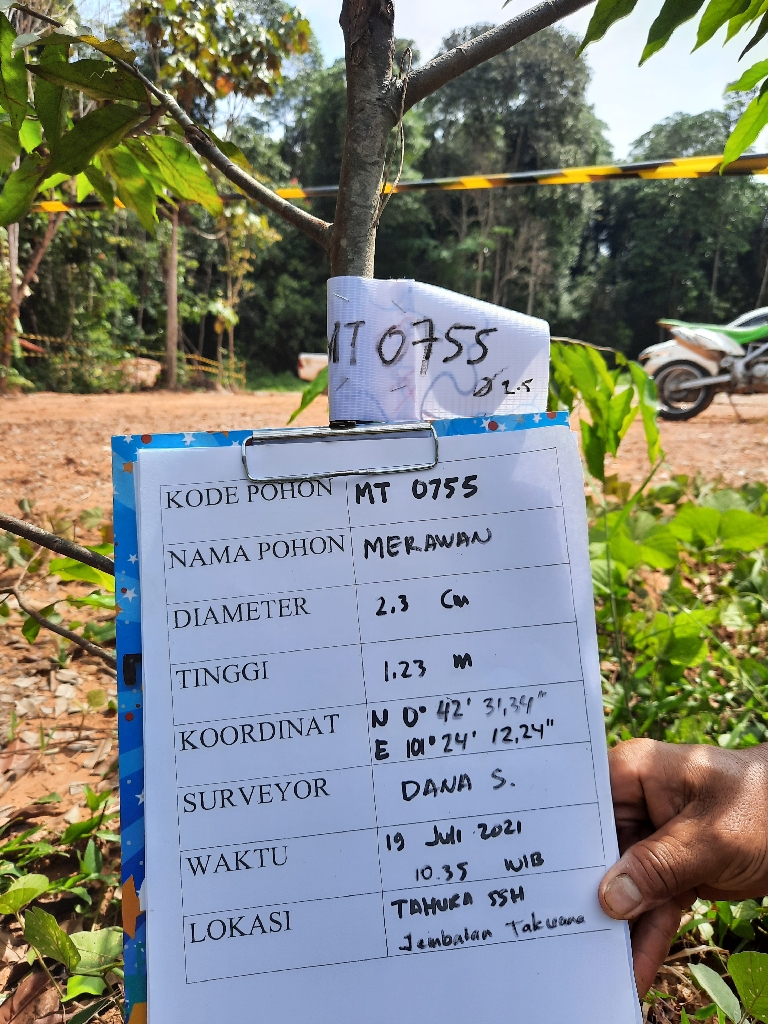 MT 0755
Ø 2.5
KODE POHON MT 0755
NAMA POHON MERAWAN
DIAMETER 2.3 Cm
TINGGI 1.23 m
KOORDINAT N 0° 42' 31,34"
E 101° 24' 12,24"
SURVEYOR DANA S.
WAKTU 19 Juli 2021
10.35 WIB
LOKASI TAHURA SSH
Jembatan Takuana